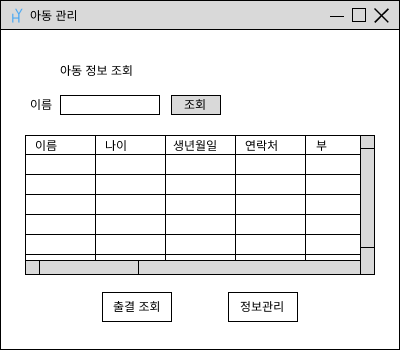 HY 아동 관리
아동 정보 조회
이름 조회
이름 나이 생년월일 연락처 부
출결 조회 정보관리